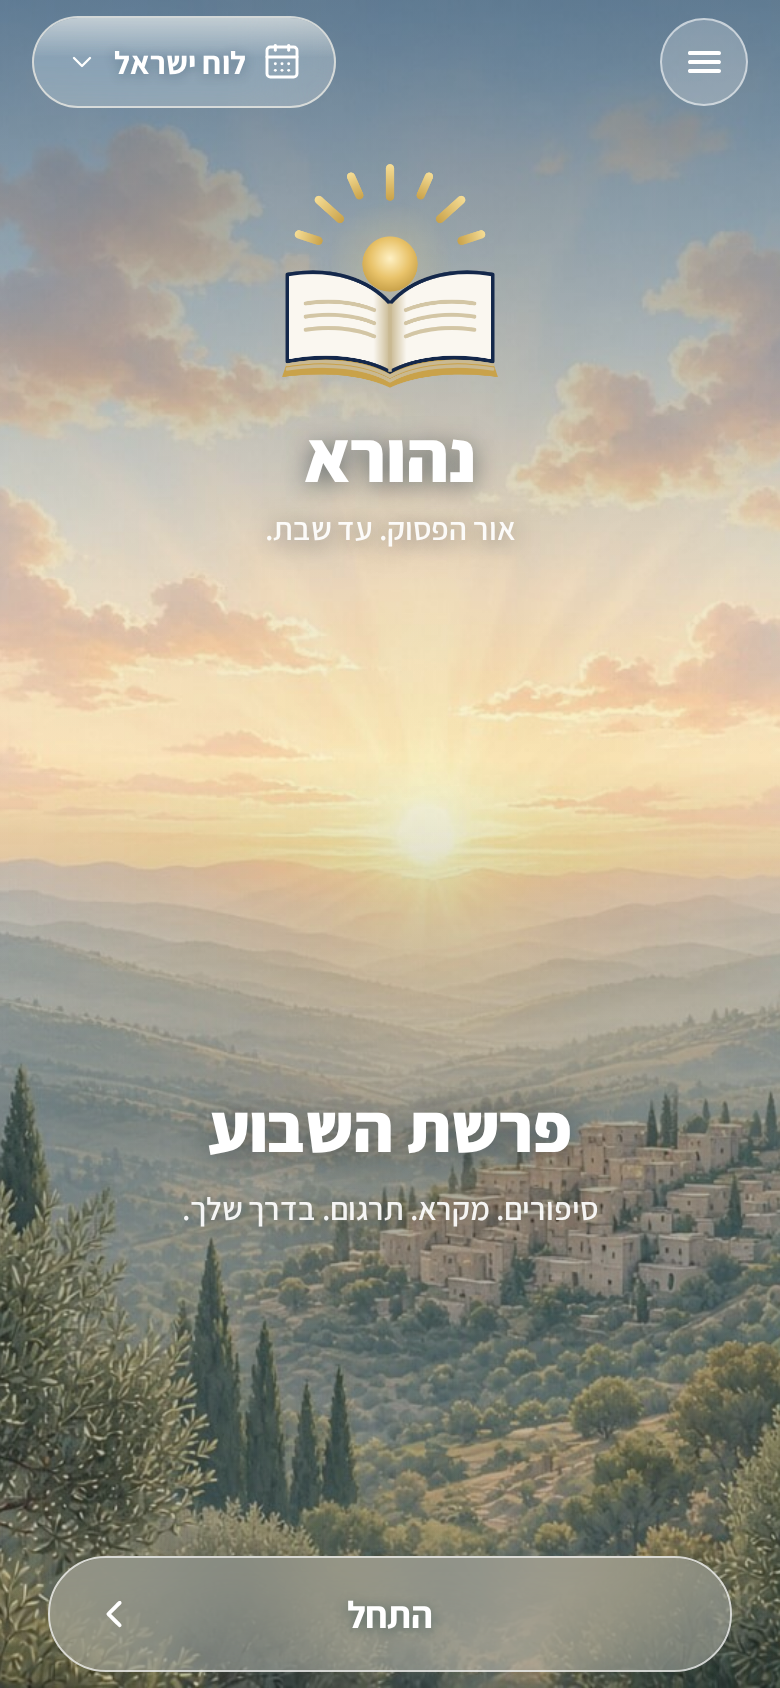 לוח ישראל
נהורא
אור הפסוק. עד שבת.
פרשת השבוע
סיפורים. מקרא. תרגום. בדרך שלך.
התחל